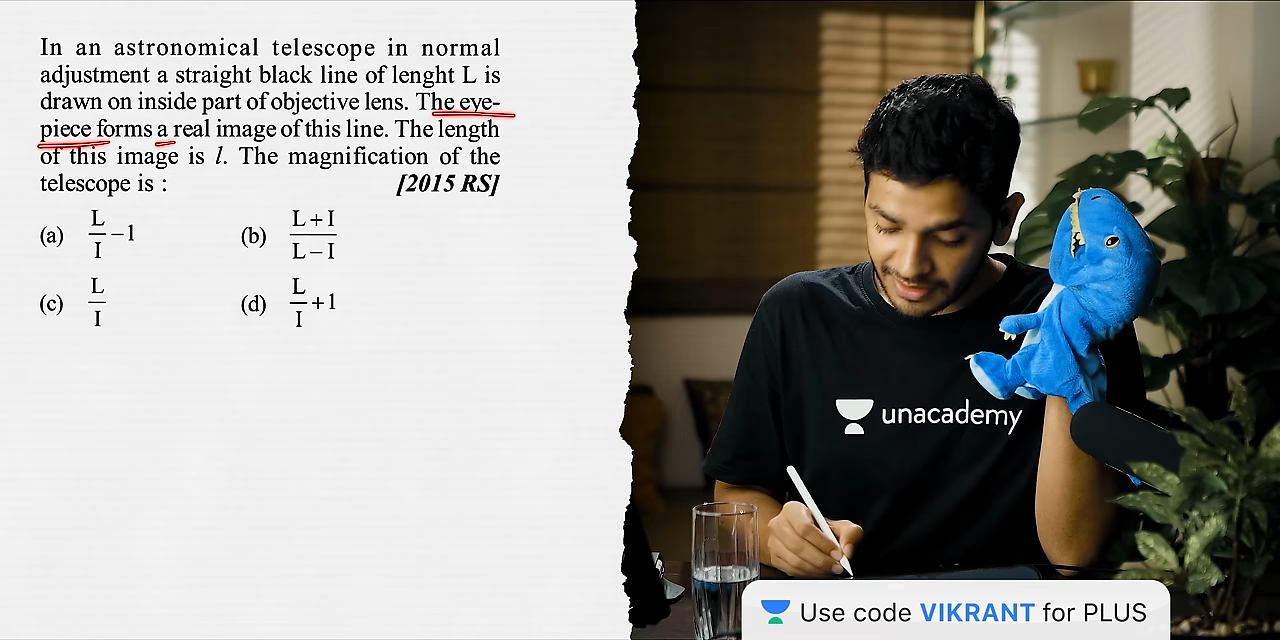 In an astronomical telescope in normal
adjustment a straight black line of lenght L is
drawn on inside part of objective lens. The eye-
piece forms a real image of this line. The length
of this image is l. The magnification of the
telescope is :
[2015 RS]
(a) L/I −1
(b) L+I/L−I
(c) L/I
(d) L/I +1
unacademy
Use code VIKRANT for PLUS